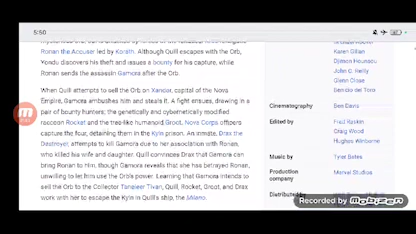 5:50
Ronan the Accuser led by Korath. Although Quill escapes with the Orb,
Yondu discovers his theft and issues a bounty for his capture, while
Ronan sends the assassin Gamora after the Orb.
When Quill attempts to sell the Orb on Xandar, capital of the Nova
Empire, Gamora ambushes him and steals it. A fight ensues, drawing in a
pair of bounty hunters: the genetically and cybernetically modified
raccoon Rocket and the tree-like humanoid Groot. Nova Corps officers
capture the four, detaining them in the Kyln prison. An inmate, Drax the
Destroyer, attempts to kill Gamora due to her association with Ronan,
who killed his wife and daughter. Quill convinces Drax that Gamora can
bring Ronan to him, though Gamora reveals that she has betrayed Ronan,
unwilling to let him use the Orb's power. Learning that Gamora intends to
sell the Orb to the Collector Taneleer Tivan, Quill, Rocket, Groot, and Drax
work with her to escape the Kyln in Quill's ship, the Milano.
Karen Gillan
Djimon Hounsou
John C. Reilly
Glenn Close
Benicio del Toro
Cinematography Ben Davis
Edited by Fred Raskin
Craig Wood
Hughes Winborne
Music by Tyler Bates
Production company Marvel Studios
Distributed by
Recorded by mobizen